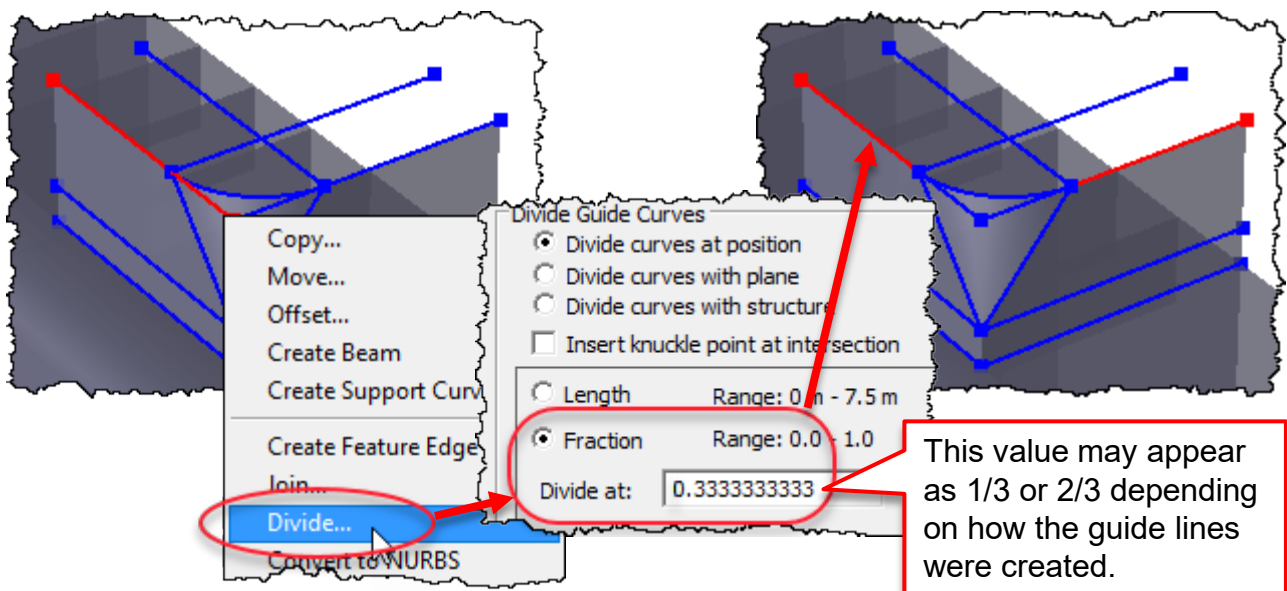 Copy...
Move...
Offset...
Create Beam
Create Support Curv
Create Feature Edge
Join...
Divide...
Convert to NURBS
Divide Guide Curves
Divide curves at position
Divide curves with plane
Divide curves with structure
Insert knuckle point at intersection
Length Range: 0 m - 7.5 m
Fraction Range: 0.0 - 1.0
Divide at: 0.3333333333
This value may appear
as 1/3 or 2/3 depending
on how the guide lines
were created.